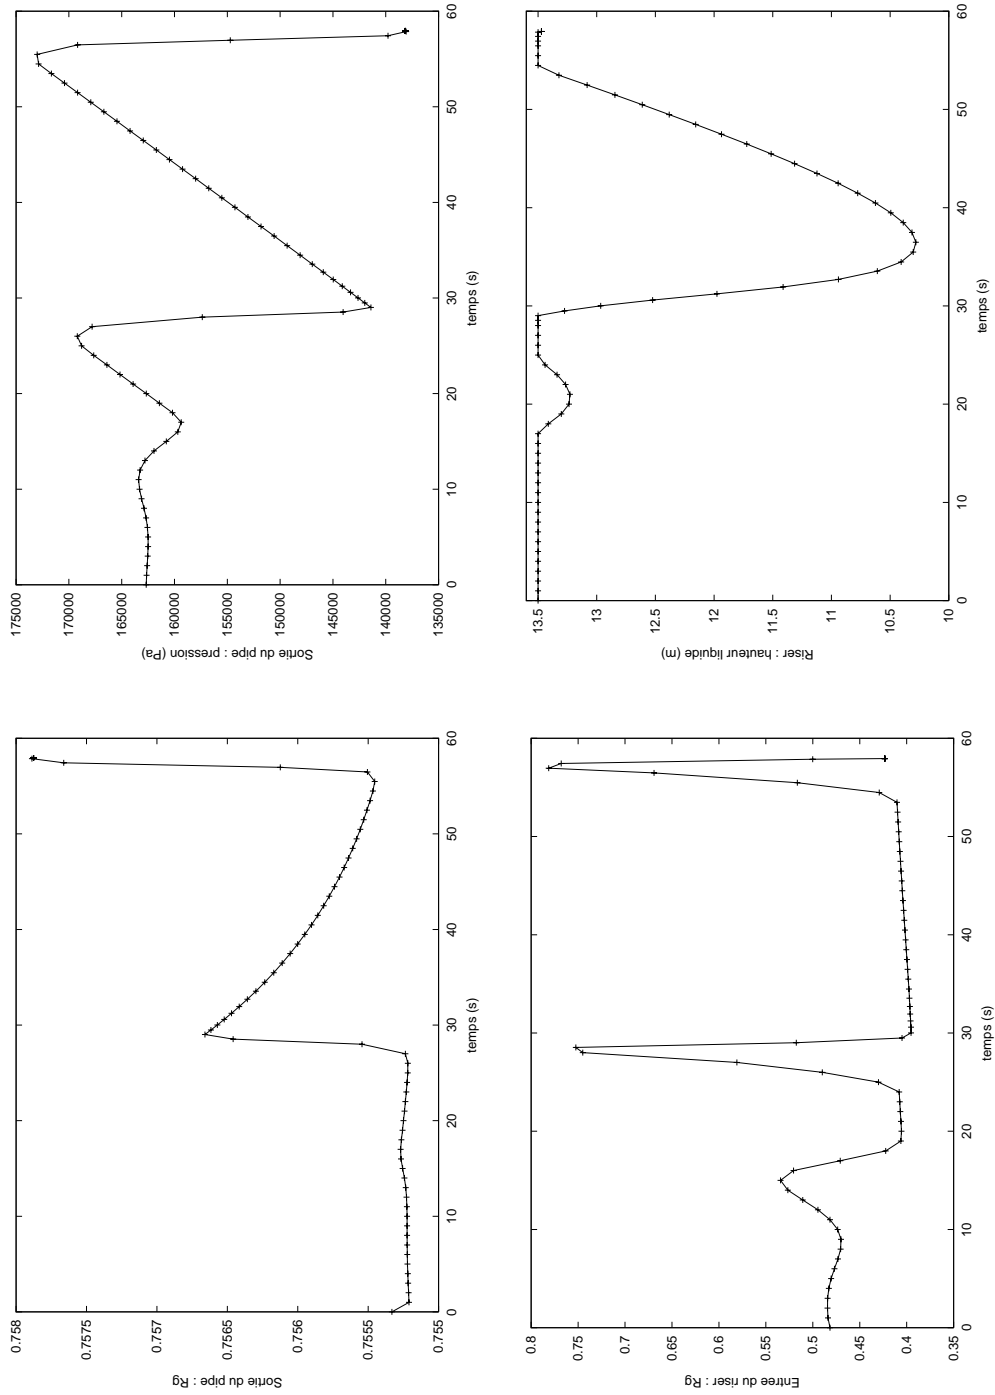 Sortie du pipe : Rg
0.758
0.7575
0.757
0.7565
0.756
0.7555
0.755
0 10 20 30 40 50 60
temps (s)
Sortie du pipe : pression (Pa)
175000
170000
165000
160000
155000
150000
145000
140000
135000
0 10 20 30 40 50 60
temps (s)
Entree du riser : Rg
0.8
0.75
0.7
0.65
0.6
0.55
0.5
0.45
0.4
0.35
0 10 20 30 40 50 60
temps (s)
Riser : hauteur liquide (m)
13.5
13
12.5
12
11.5
11
10.5
10
0 10 20 30 40 50 60
temps (s)